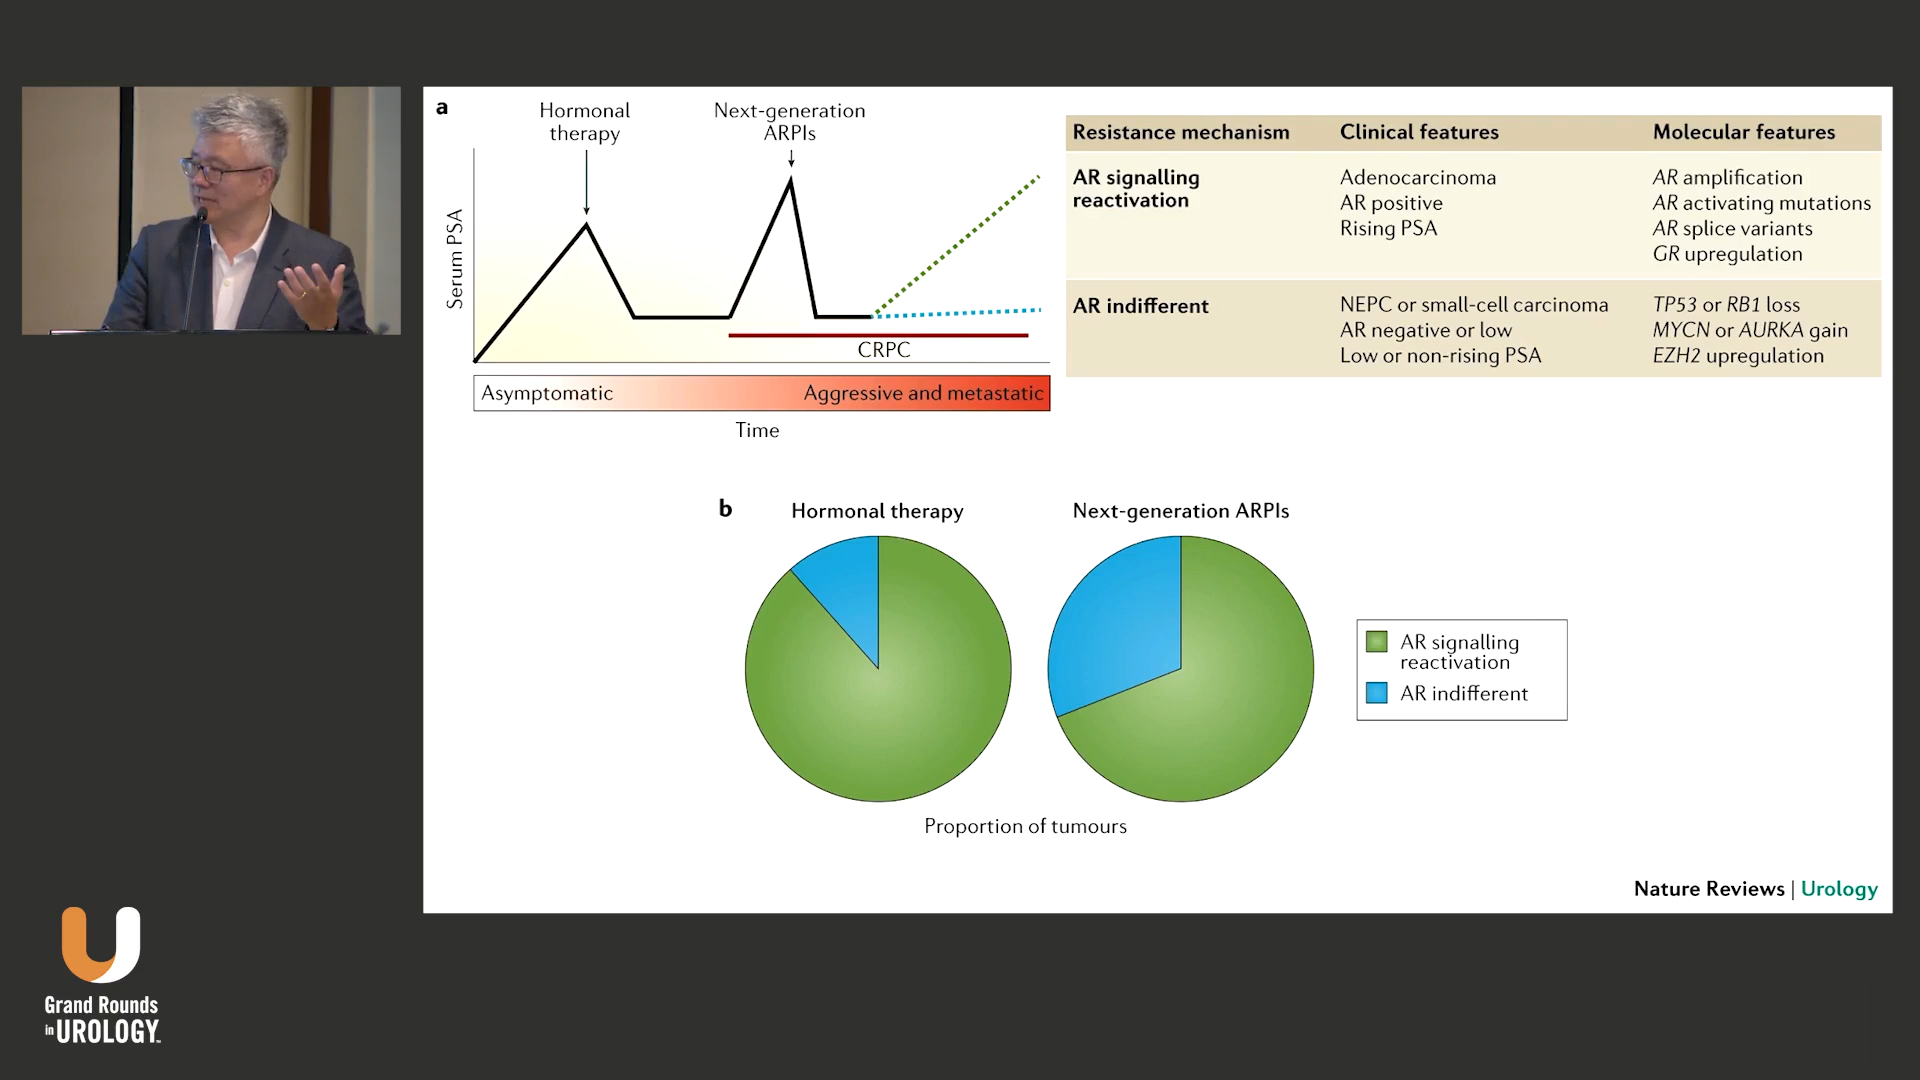 a
Hormonal
therapy
Next-generation
ARPIs
Serum PSA
CRPC
Asymptomatic
Aggressive and metastatic
Time
Resistance mechanism Clinical features Molecular features
AR signalling
reactivation
Adenocarcinoma
AR positive
Rising PSA
AR amplification
AR activating mutations
AR splice variants
GR upregulation
AR indifferent
NEPC or small-cell carcinoma
AR negative or low
Low or non-rising PSA
TP53 or RB1 loss
MYCN or AURKA gain
EZH2 upregulation
b
Hormonal therapy
Next-generation ARPIs
AR signalling
reactivation
AR indifferent
Proportion of tumours
Nature Reviews | Urology
Grand Rounds
in UROLOGY™